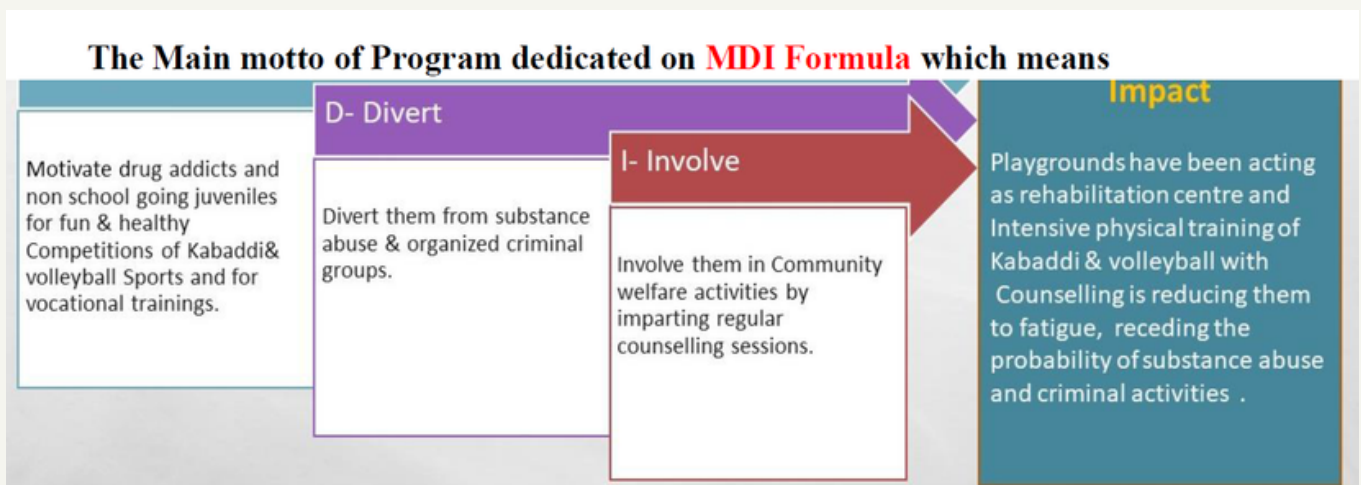 The Main motto of Program dedicated on MDI Formula which means
Motivate drug addicts and
non school going juveniles
for fun & healthy
Competitions of Kabaddi&
volleyball Sports and for
vocational trainings.
D- Divert
Divert them from substance
abuse & organized criminal
groups.
I- Involve
Involve them in Community
welfare activities by
imparting regular
counselling sessions.
Impact
Playgrounds have been acting
as rehabilitation centre and
Intensive physical training of
Kabaddi & volleyball with
Counselling is reducing them
to fatigue, receding the
probability of substance abuse
and criminal activities .